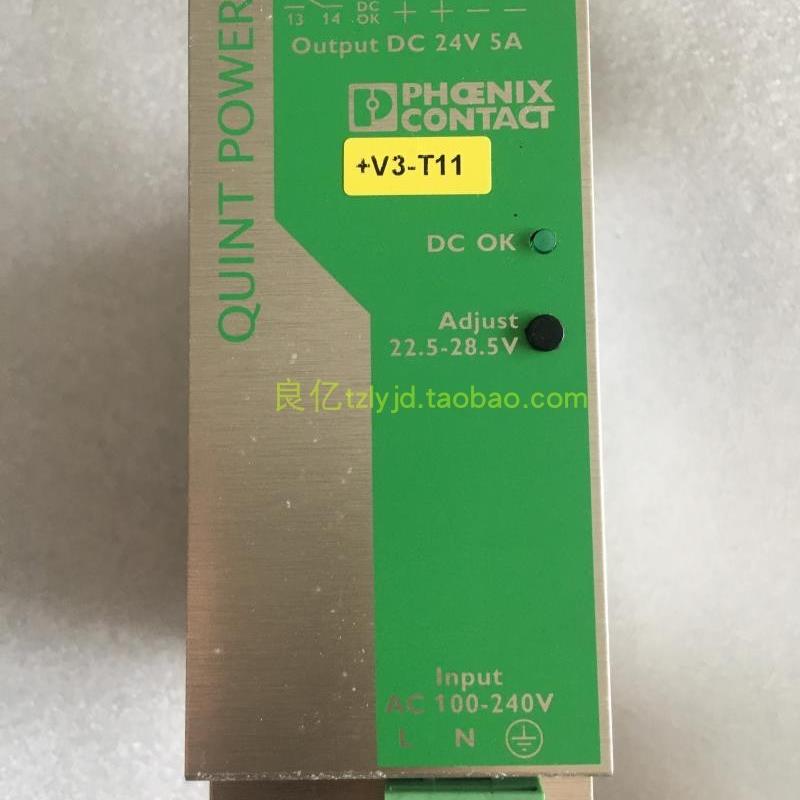 13 14 DC OK + + − −
Output DC 24V 5A
QUINT POWER
PHŒNIX
CONTACT
+V3-T11
DC OK
Adjust
22.5-28.5V
良亿tzlyjd.taobao.com
Input
AC 100-240V
L N